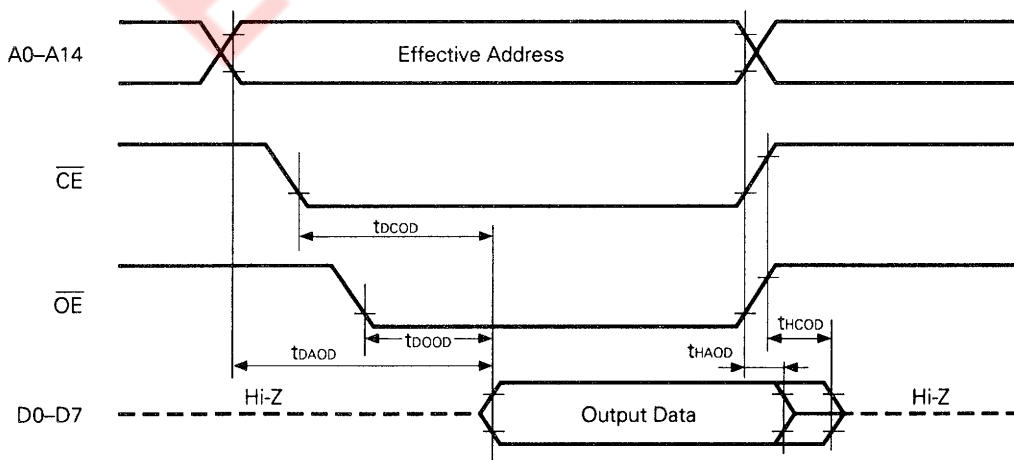 A0–A14
Effective Address
CE
tDCOD
OE
tDOOD
tHCOD
tDAOD
tHAOD
Hi-Z
Hi-Z
D0–D7
Output Data